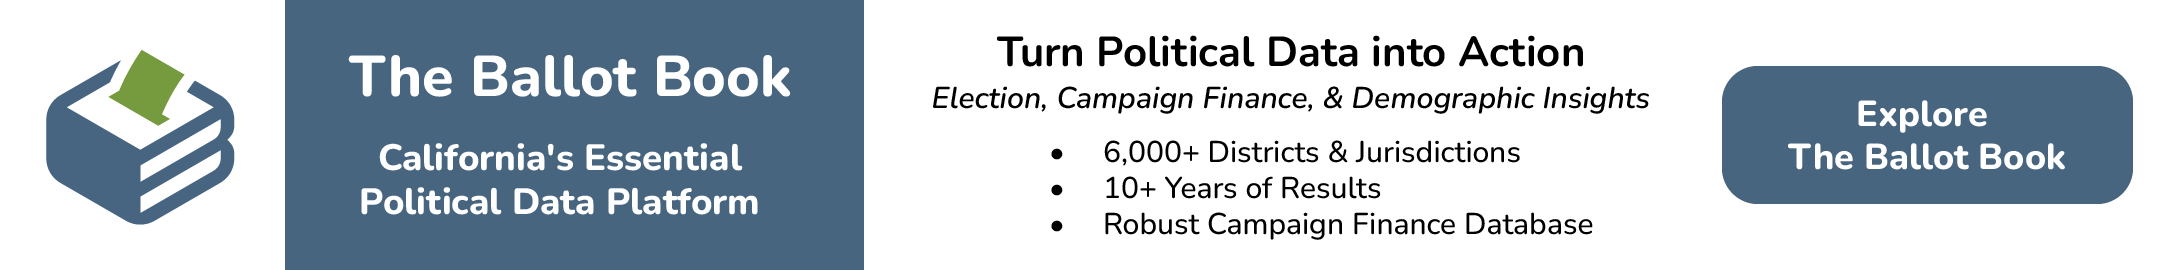 The Ballot Book
California's Essential
Political Data Platform
Turn Political Data into Action
Election, Campaign Finance, & Demographic Insights
• 6,000+ Districts & Jurisdictions
• 10+ Years of Results
• Robust Campaign Finance Database
Explore
The Ballot Book